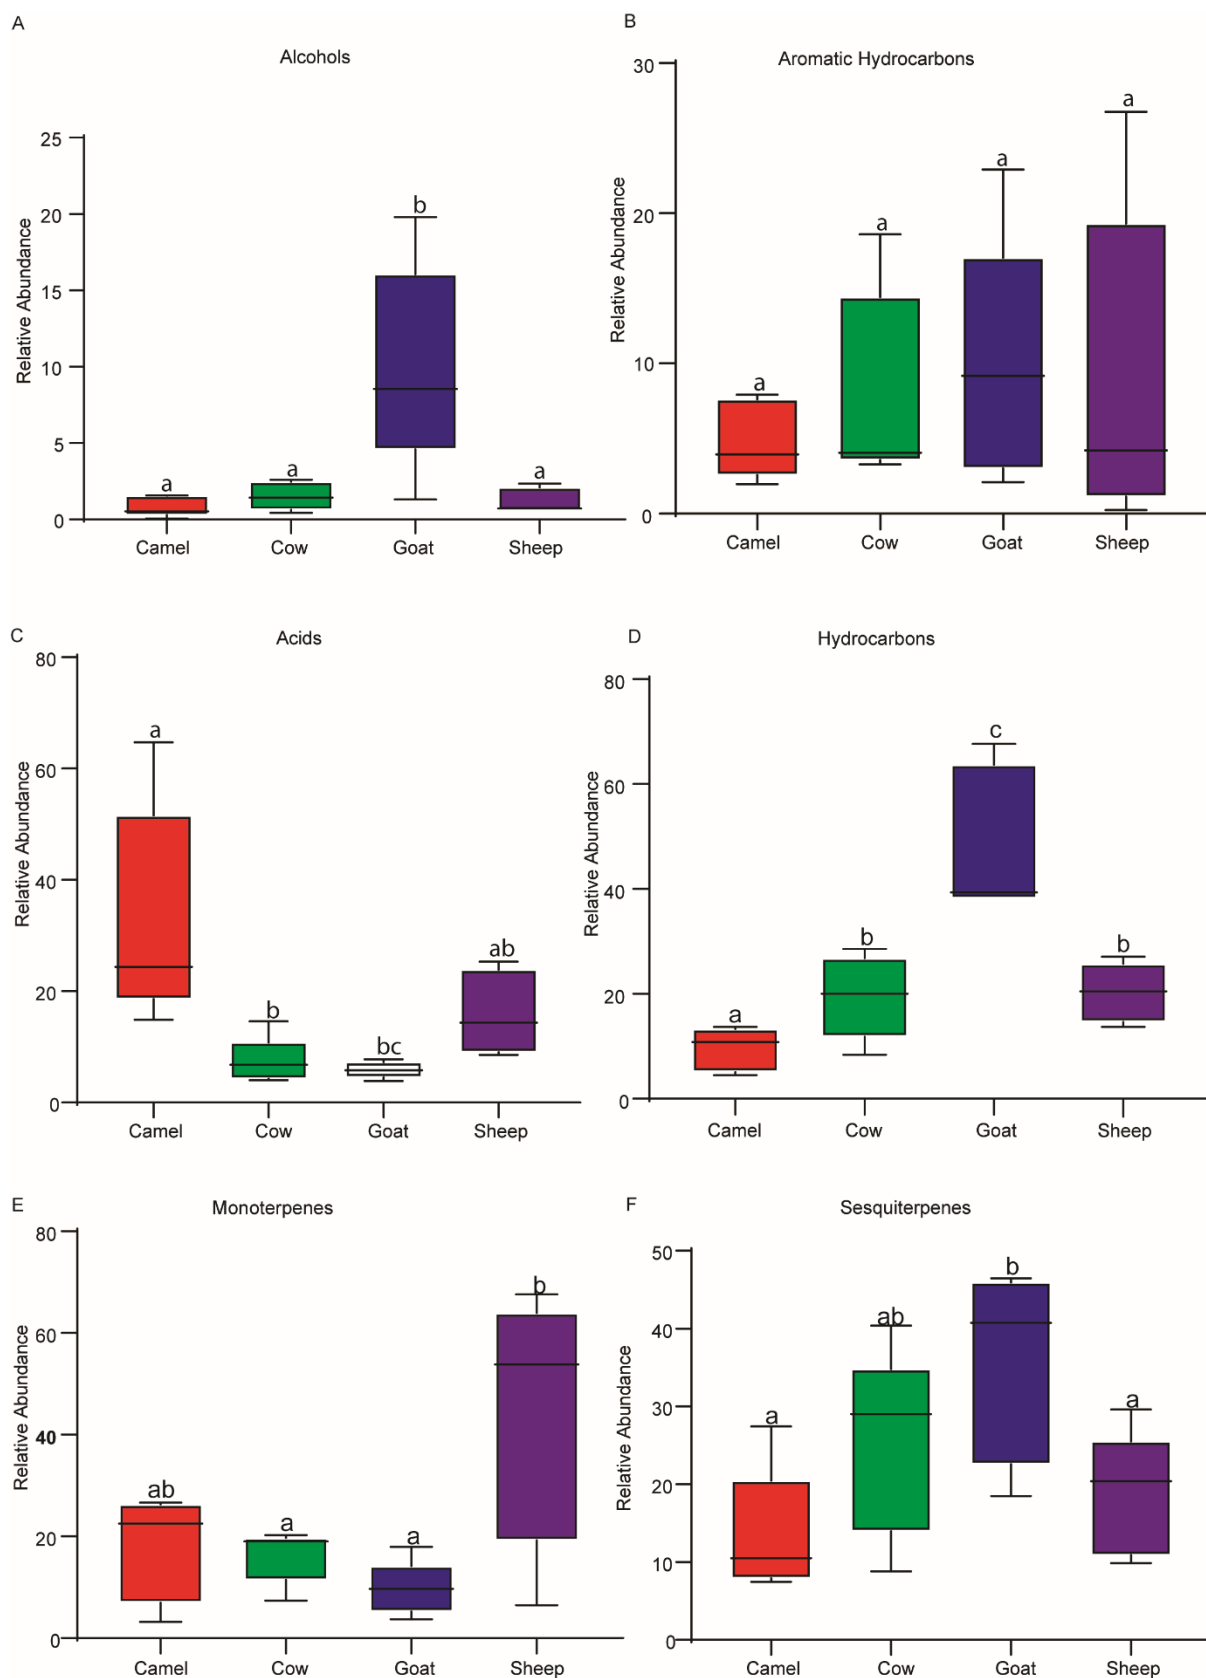 A
Alcohols
Relative Abundance
25
20
15
10
5
0
a
a
b
a
Camel
Cow
Goat
Sheep
B
Aromatic Hydrocarbons
Relative Abundance
30
20
10
0
a
a
a
a
Camel
Cow
Goat
Sheep
C
Acids
Relative Abundance
80
60
40
20
0
a
b
bc
ab
Camel
Cow
Goat
Sheep
D
Hydrocarbons
Relative Abundance
80
60
40
20
0
a
b
c
b
Camel
Cow
Goat
Sheep
E
Monoterpenes
Relative Abundance
80
60
40
20
0
ab
a
a
b
Camel
Cow
Goat
Sheep
F
Sesquiterpenes
Relative Abundance
50
40
30
20
10
0
a
ab
b
a
Camel
Cow
Goat
Sheep